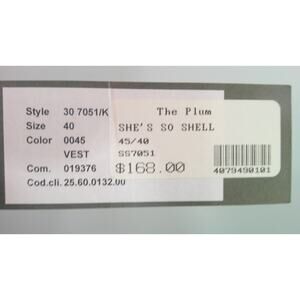 Style 30 7051/K
Size 40
Color 0045
VEST
Com. 019376
Cod.cli. 25.60.0132.00
The Plum
SHE'S SO SHELL
45/40
SS7051
$168.00
4079490101